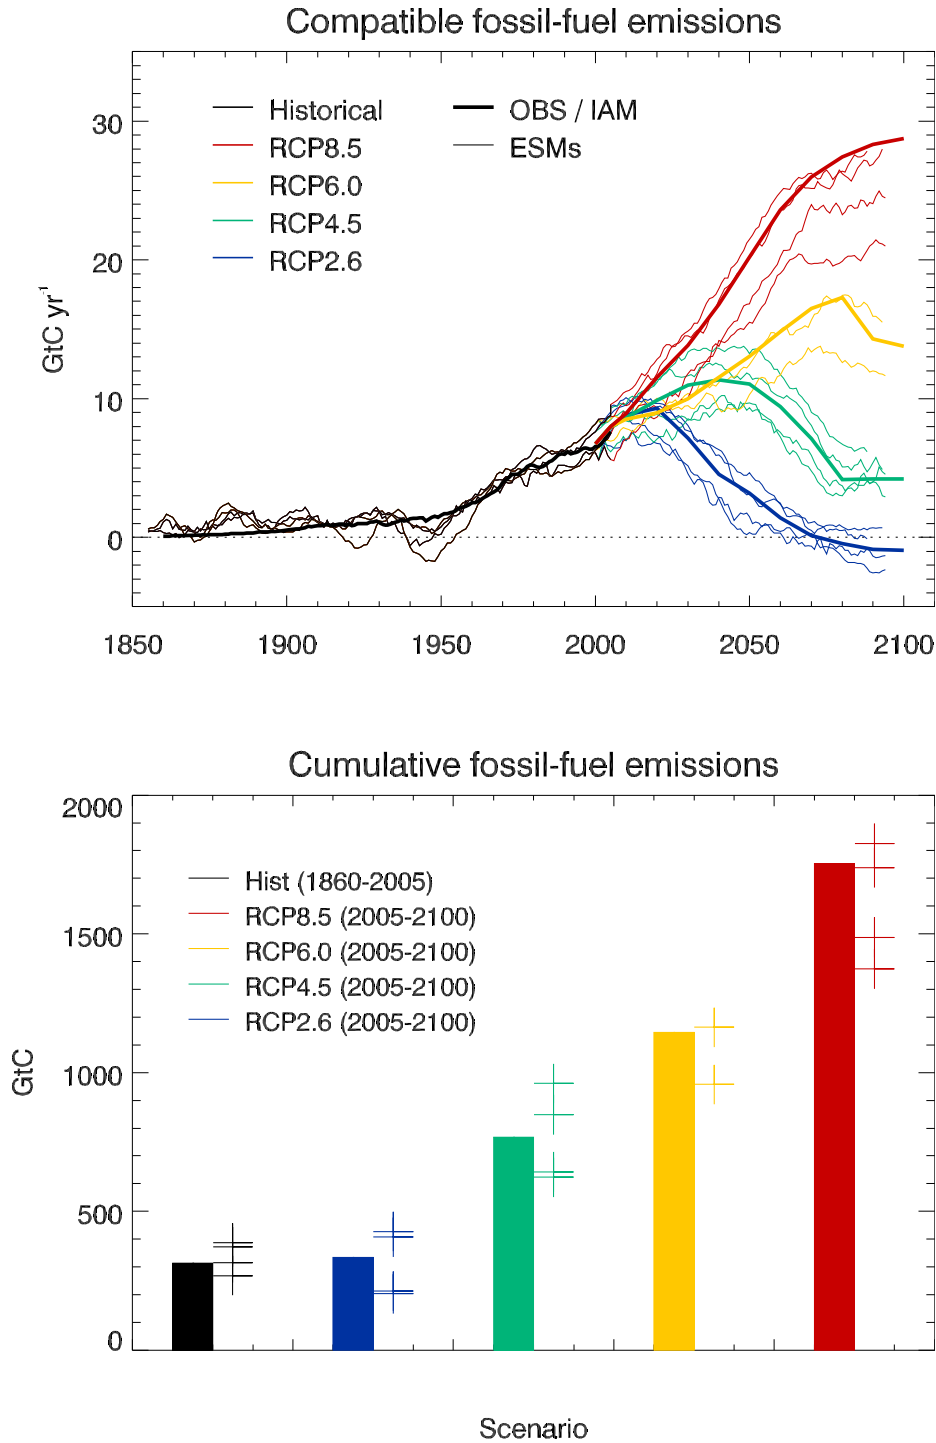 Compatible fossil-fuel emissions
Historical
RCP8.5
RCP6.0
RCP4.5
RCP2.6
OBS / IAM
ESMs
GtC yr⁻¹
30
20
10
0
1850 1900 1950 2000 2050 2100
Cumulative fossil-fuel emissions
Hist (1860-2005)
RCP8.5 (2005-2100)
RCP6.0 (2005-2100)
RCP4.5 (2005-2100)
RCP2.6 (2005-2100)
GtC
2000
1500
1000
500
0
Scenario